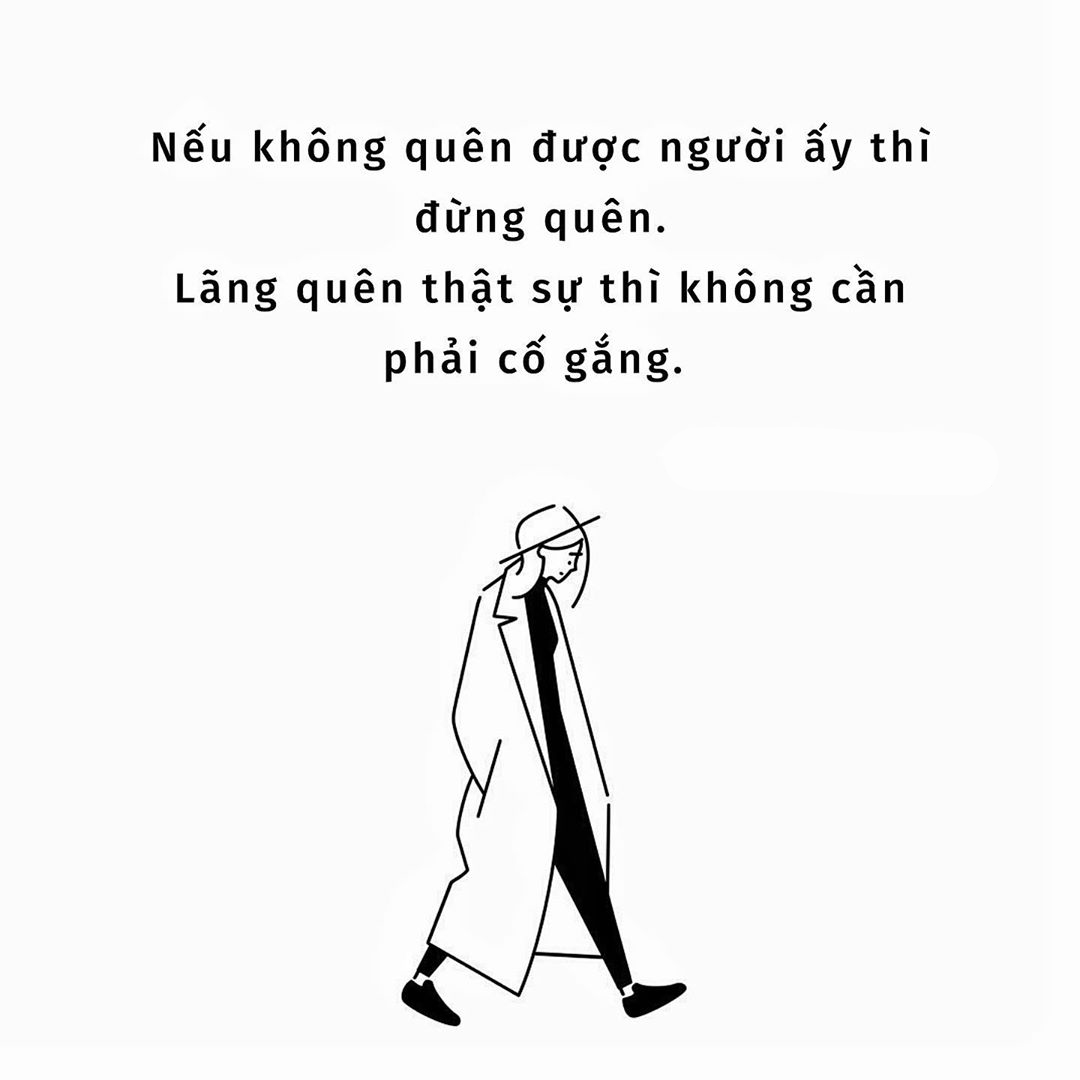 Nếu không quên được người ấy thì
đừng quên.
Lãng quên thật sự thì không cần
phải cố gắng.